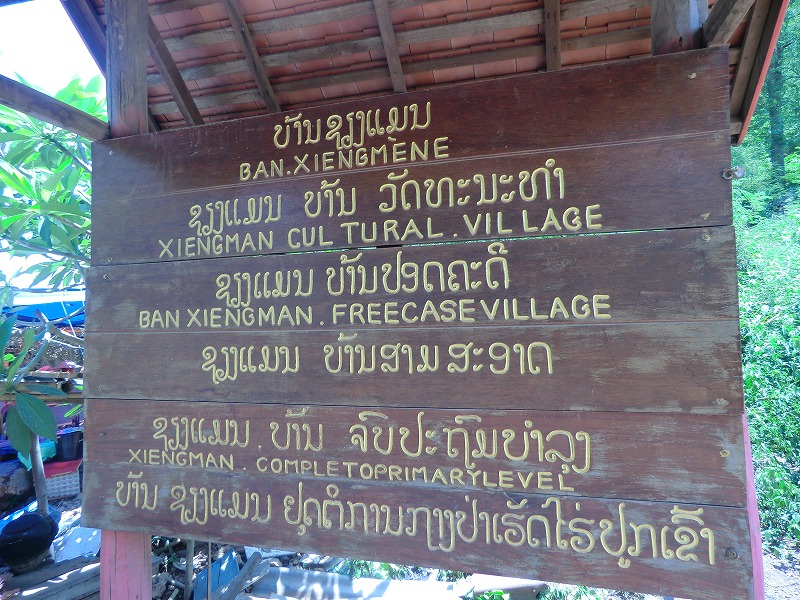 ບ້ານຊຽງແມນ
BAN.XIENGMENE
ຊຽງແມນ ບ້ານ ວັດທະນະທຳ
XIENGMAN CULTURAL.VILLAGE
ຊຽງແມນ ບ້ານປອດຄະດີ
BAN XIENGMAN.FREECASEVILLAGE
ຊຽງແມນ ບ້ານສາມສະອາດ
ຊຽງແມນ.ບ້ານ ຈົບປະຖົມບຳລຸງ
XIENGMAN.COMPLETOPRIMARYLEVEL
ບ້ານ ຊຽງແມນ ຢຸດຕິການຖາງປ່າເຮັດໄຮ່ປູກເຂົ້າ